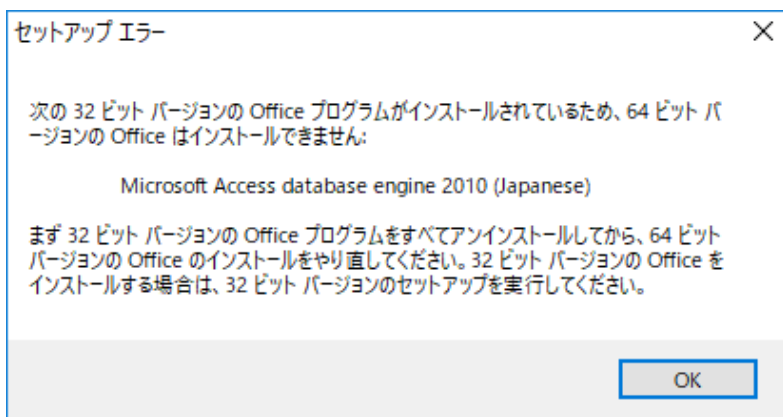 セットアップ エラー
次の 32 ビット バージョンの Office プログラムがインストールされているため、64 ビット バ
ージョンの Office はインストールできません:
Microsoft Access database engine 2010 (Japanese)
まず 32 ビット バージョンの Office プログラムをすべてアンインストールしてから、64 ビット
バージョンの Office のインストールをやり直してください。32 ビット バージョンの Office を
インストールする場合は、32 ビット バージョンのセットアップを実行してください。
OK